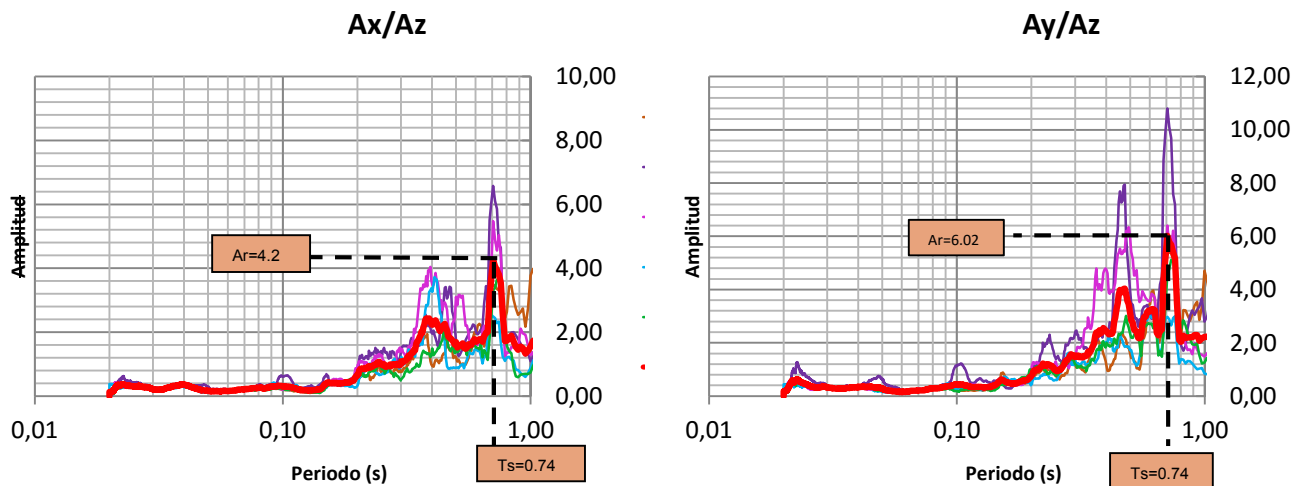 Ax/Az
10,00
8,00
6,00
4,00
2,00
0,00
0,01
0,10
1,00
Amplitud
Periodo (s)
Ar=4.2
Ts=0.74
Ay/Az
12,00
10,00
8,00
6,00
4,00
2,00
0,00
0,01
0,10
1,00
Amplitud
Periodo (s)
Ar=6.02
Ts=0.74